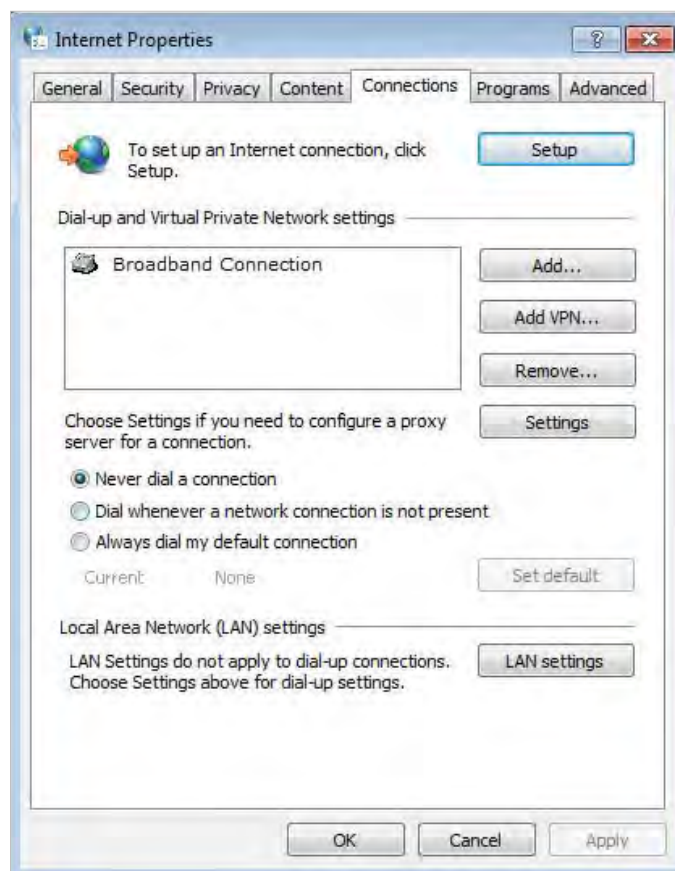 Internet Properties
General Security Privacy Content Connections Programs Advanced
To set up an Internet connection, click
Setup.
Setup
Dial-up and Virtual Private Network settings
Broadband Connection
Add...
Add VPN...
Remove...
Choose Settings if you need to configure a proxy
server for a connection.
Settings
Never dial a connection
Dial whenever a network connection is not present
Always dial my default connection
Current None
Set default
Local Area Network (LAN) settings
LAN Settings do not apply to dial-up connections.
Choose Settings above for dial-up settings.
LAN settings
OK Cancel Apply